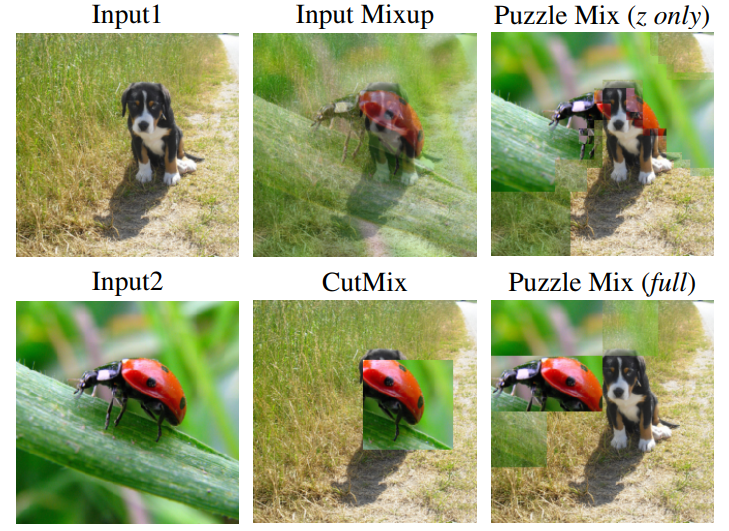 Input1
Input Mixup
Puzzle Mix (z only)
Input2
CutMix
Puzzle Mix (full)